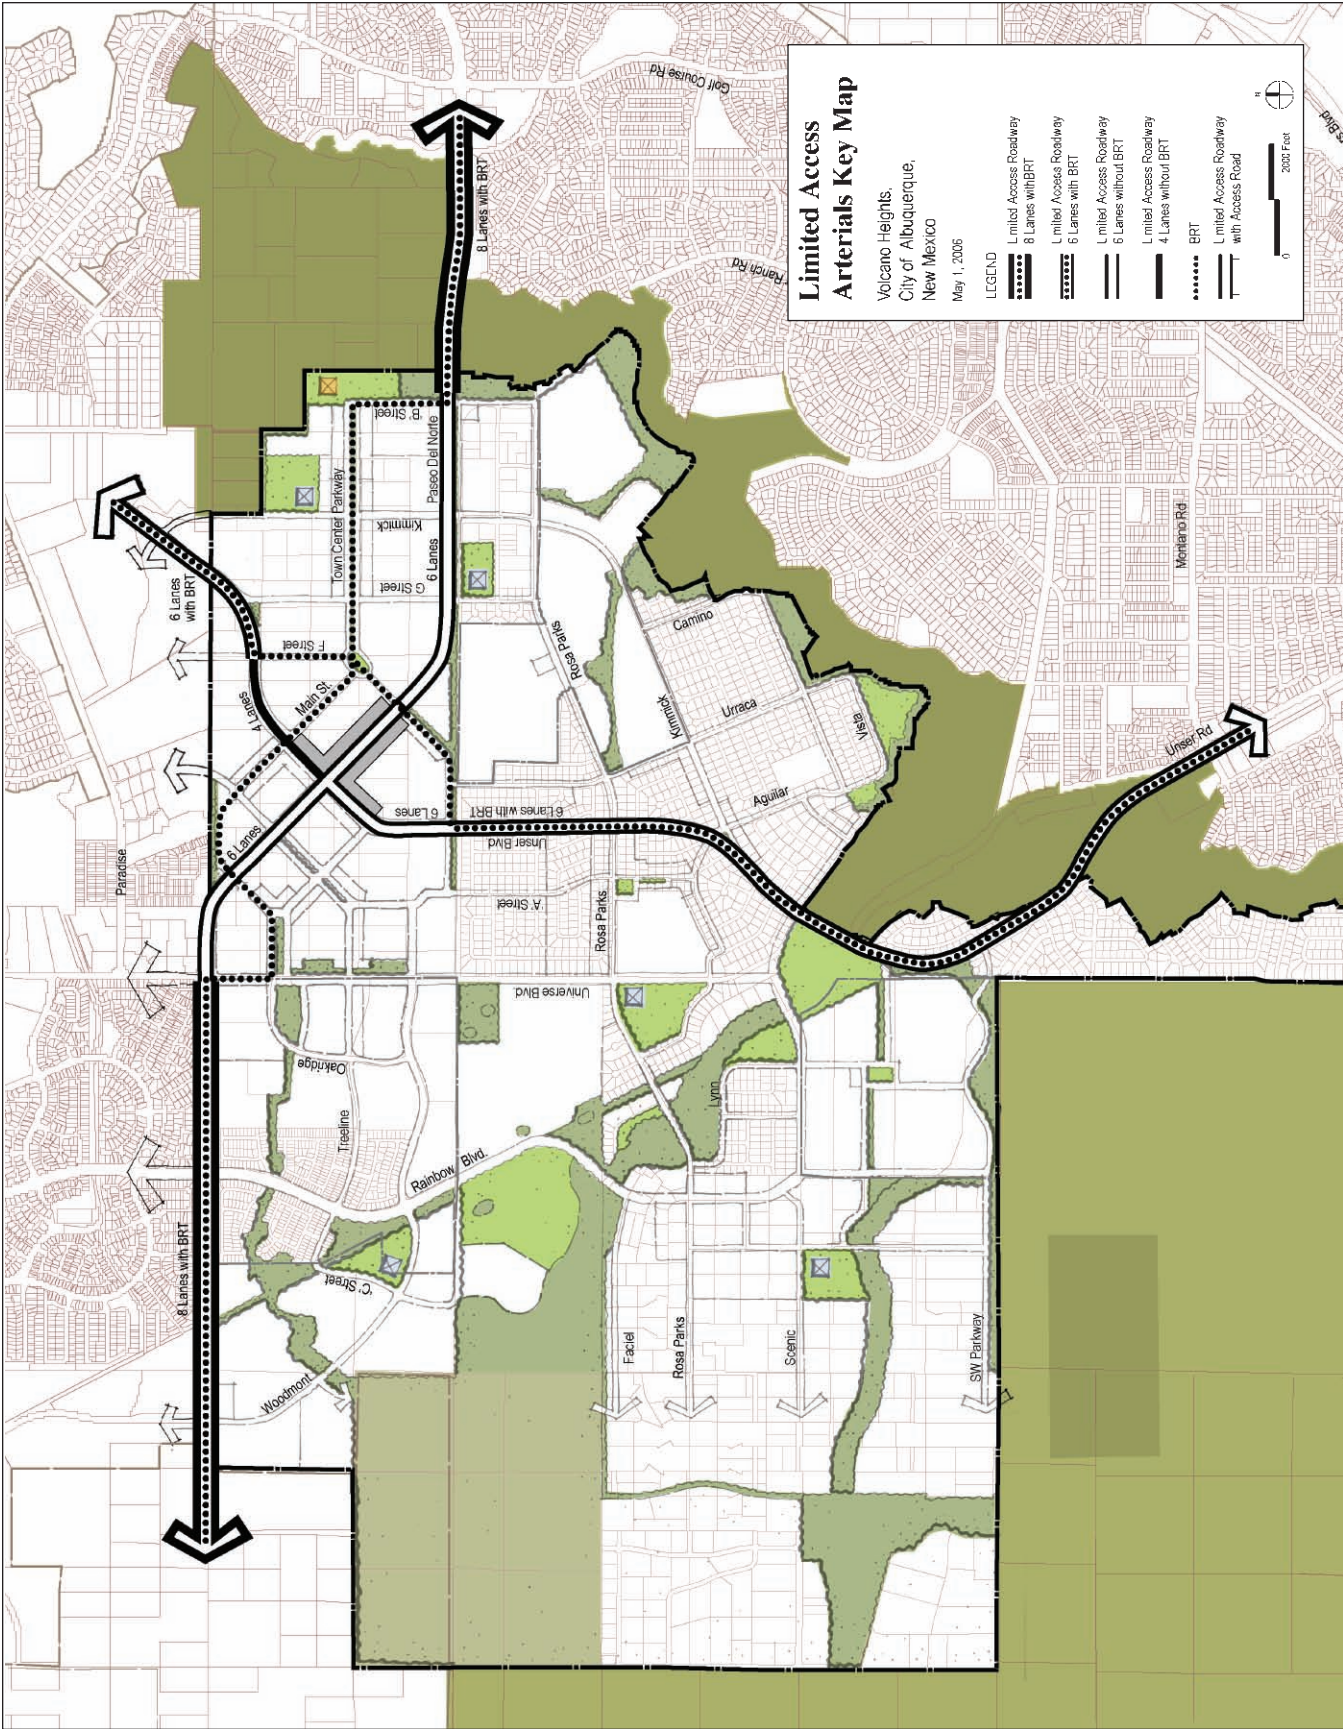 Limited Access
Arterials Key Map
Volcano Heights,
City of Albuquerque,
New Mexico
May 1, 2006
LEGEND
Limited Access Roadway
8 Lanes with BRT
Limited Access Roadway
6 Lanes with BRT
Limited Access Roadway
6 Lanes without BRT
Limited Access Roadway
4 Lanes without BRT
BRT
Limited Access Roadway
with Access Road
N
0
2000 Feet
Golf Course Rd
8 Lanes with BRT
Ranch Rd
'B' Street
Paseo Del Norte
Town Center Parkway
Kimmick
6 Lanes
G Street
6 Lanes
with BRT
F Street
4 Lanes
Main St.
Rosa Parks
Camino
Kimmick
Urraca
Vista
Aguilar
Montano Rd
Unser Rd
6 Lanes
6 Lanes with BRT
Unser Blvd
6 Lanes
Paradise
'A' Street
Rosa Parks
Universe Blvd.
Oakridge
Treeline
Lynn
Rainbow Blvd.
8 Lanes with BRT
'C' Street
Woodmont
Faciel
Rosa Parks
Scenic
SW Parkway